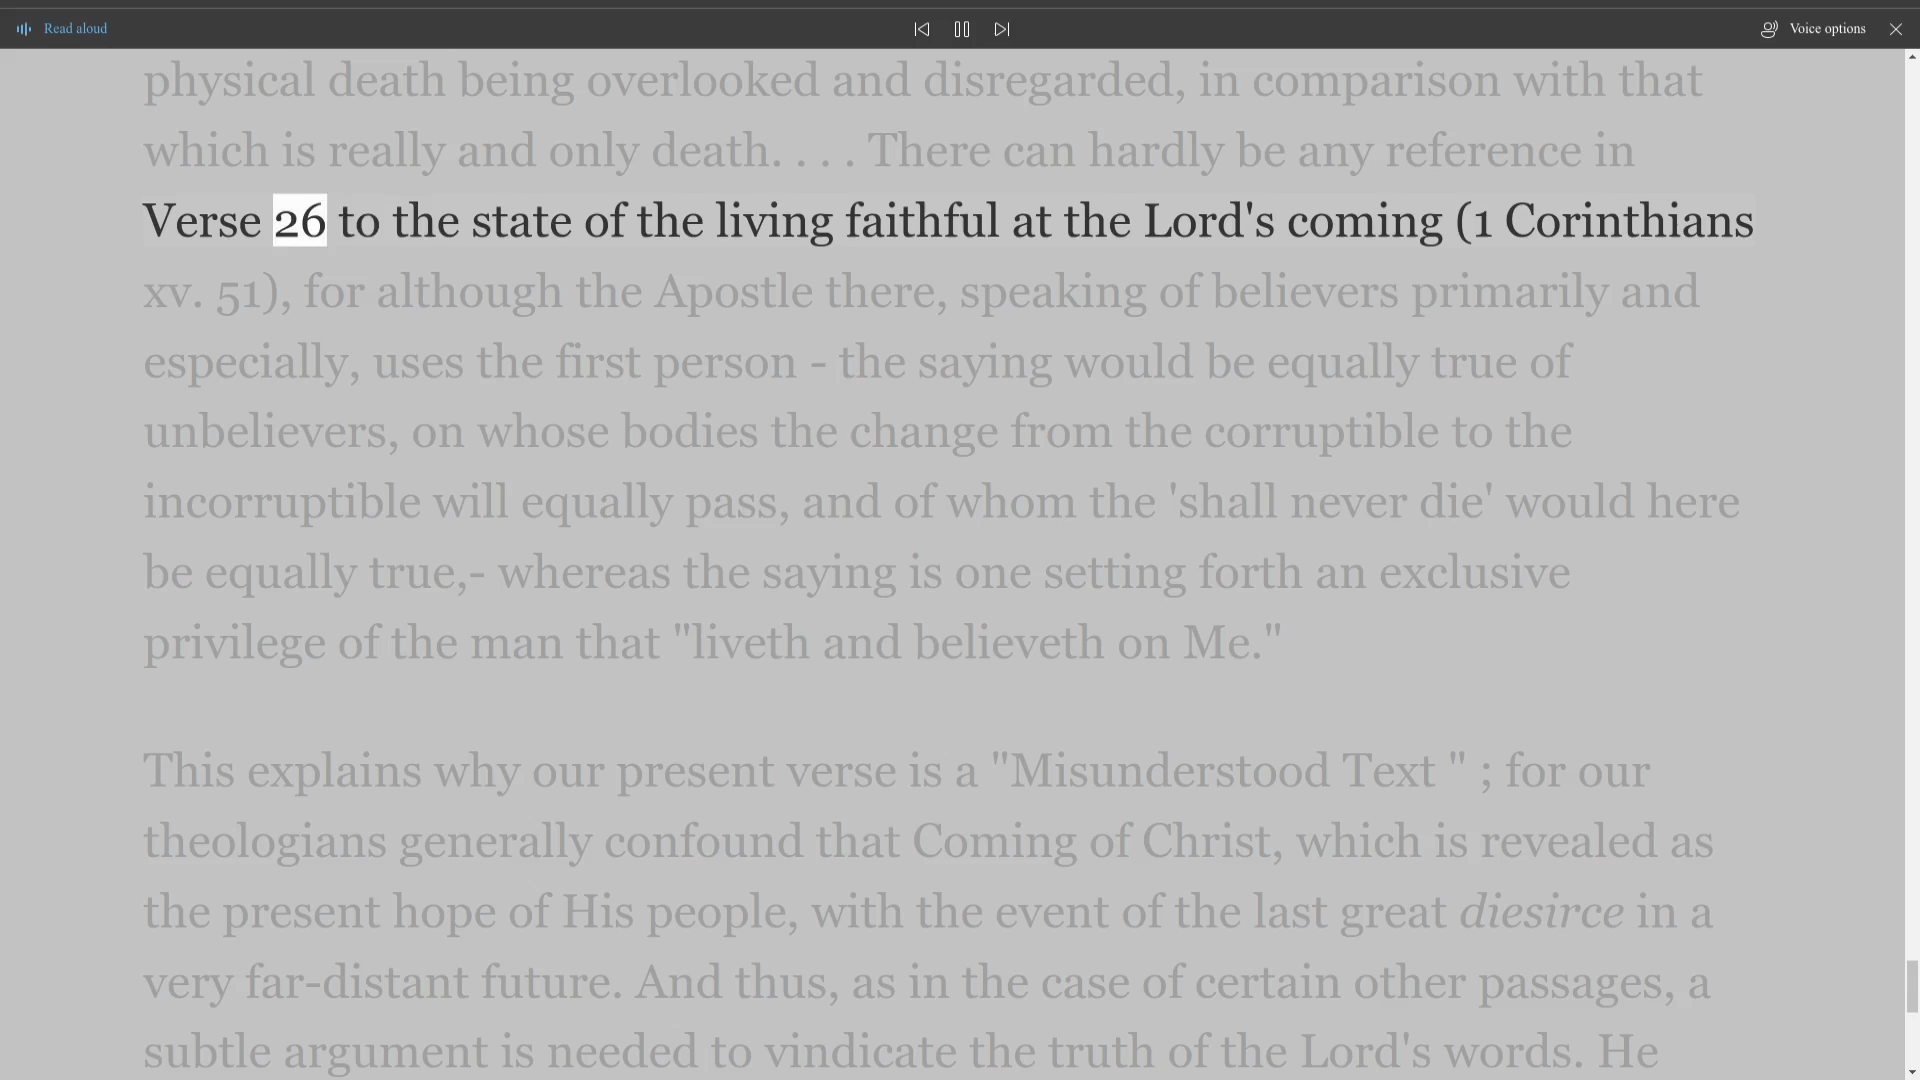 Read aloud
Voice options
physical death being overlooked and disregarded, in comparison with that
which is really and only death. . . . There can hardly be any reference in
Verse 26 to the state of the living faithful at the Lord's coming (1 Corinthians
xv. 51), for although the Apostle there, speaking of believers primarily and
especially, uses the first person - the saying would be equally true of
unbelievers, on whose bodies the change from the corruptible to the
incorruptible will equally pass, and of whom the 'shall never die' would here
be equally true,- whereas the saying is one setting forth an exclusive
privilege of the man that "liveth and believeth on Me."
This explains why our present verse is a "Misunderstood Text " ; for our
theologians generally confound that Coming of Christ, which is revealed as
the present hope of His people, with the event of the last great diesirce in a
very far-distant future. And thus, as in the case of certain other passages, a
subtle argument is needed to vindicate the truth of the Lord's words. He